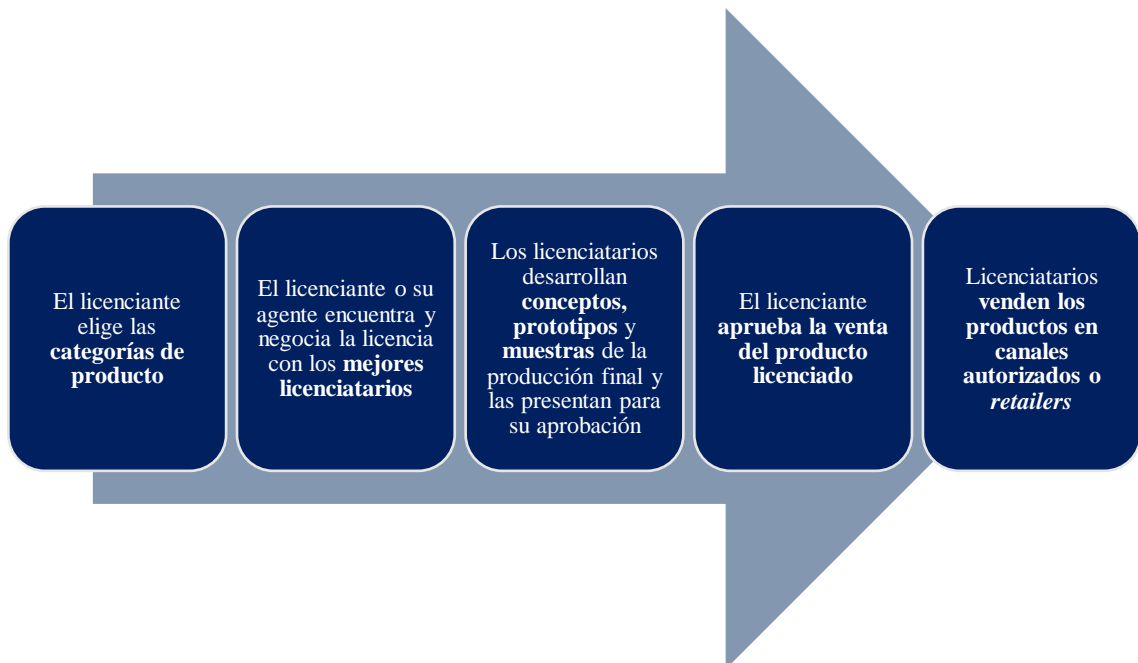 El licenciante
elige las
categorías de
producto
El licenciante o su
agente encuentra y
negocia la licencia
con los mejores
licenciatarios
Los licenciatarios
desarrollan
conceptos,
prototipos y
muestras de la
producción final y
las presentan para
su aprobación
El licenciante
aprueba la venta
del producto
licenciado
Licenciatarios
venden los
productos en
canales
autorizados o
retailers